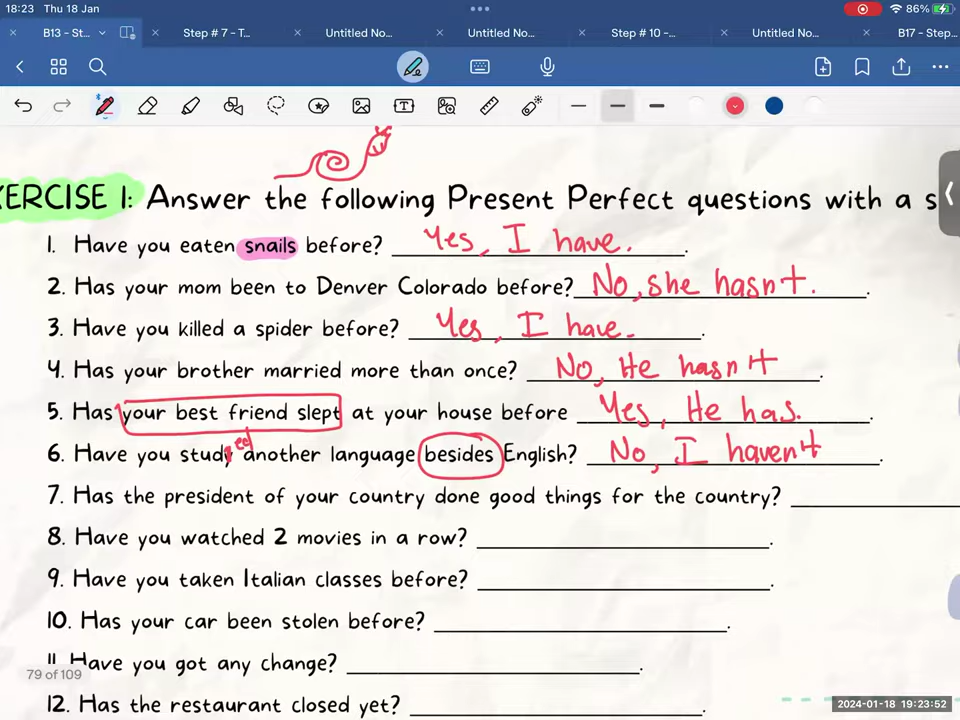 18:23 Thu 18 Jan 86%
B13 - St... Step # 7 - T... Untitled No... Untitled No... Step # 10 -... Untitled No... B17 - Step...
ERCISE 1: Answer the following Present Perfect questions with a s
1. Have you eaten snails before? Yes, I have.
2. Has your mom been to Denver Colorado before? No, she hasn't.
3. Have you killed a spider before? Yes, I have.
4. Has your brother married more than once? No, He hasn't.
5. Has your best friend slept at your house before Yes, He has.
6. Have you study ied another language besides English? No, I haven't.
7. Has the president of your country done good things for the country?
8. Have you watched 2 movies in a row?
9. Have you taken Italian classes before?
10. Has your car been stolen before?
11. Have you got any change?
79 of 109
12. Has the restaurant closed yet?
2024-01-18 19:23:52